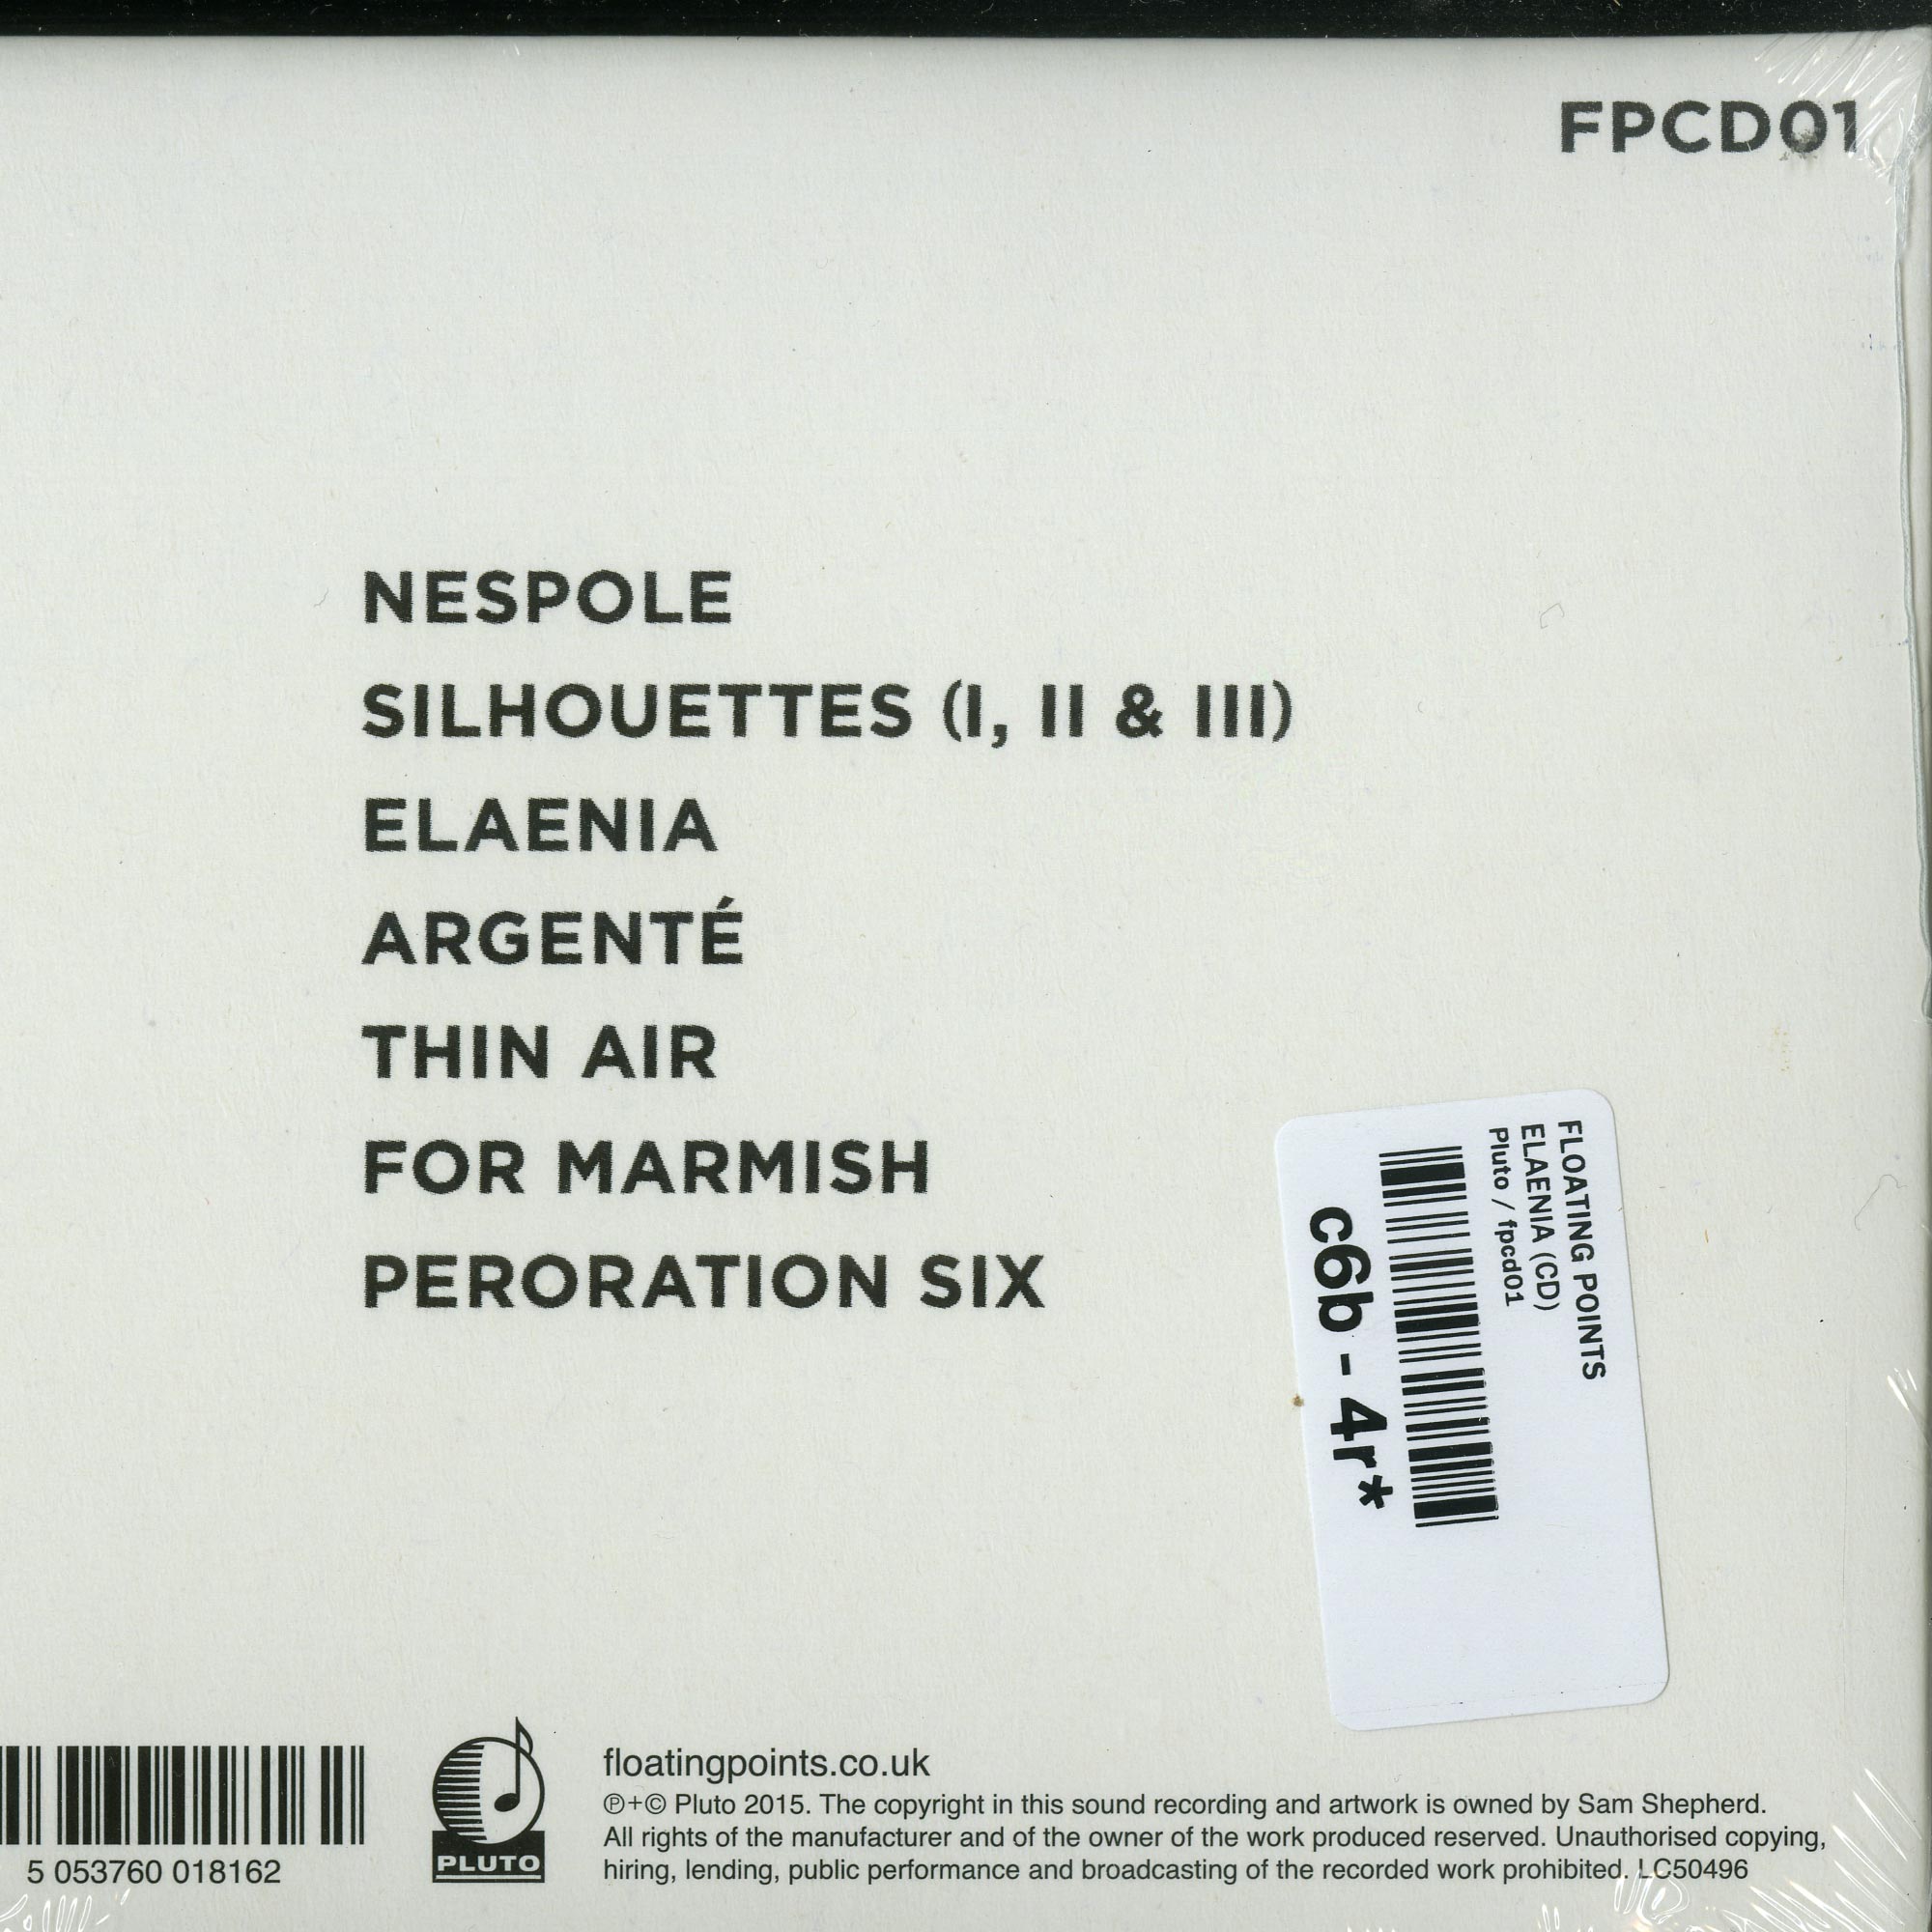 FPCD01
NESPOLE
SILHOUETTES (I, II & III)
ELAENIA
ARGENTÉ
THIN AIR
FOR MARMISH
PERORATION SIX
FLOATING POINTS
ELAENIA (CD)
Pluto / fpcd01
c6b - 4r*
5 053760 018162
PLUTO
floatingpoints.co.uk
℗+© Pluto 2015. The copyright in this sound recording and artwork is owned by Sam Shepherd.
All rights of the manufacturer and of the owner of the work produced reserved. Unauthorised copying,
hiring, lending, public performance and broadcasting of the recorded work prohibited. LC50496